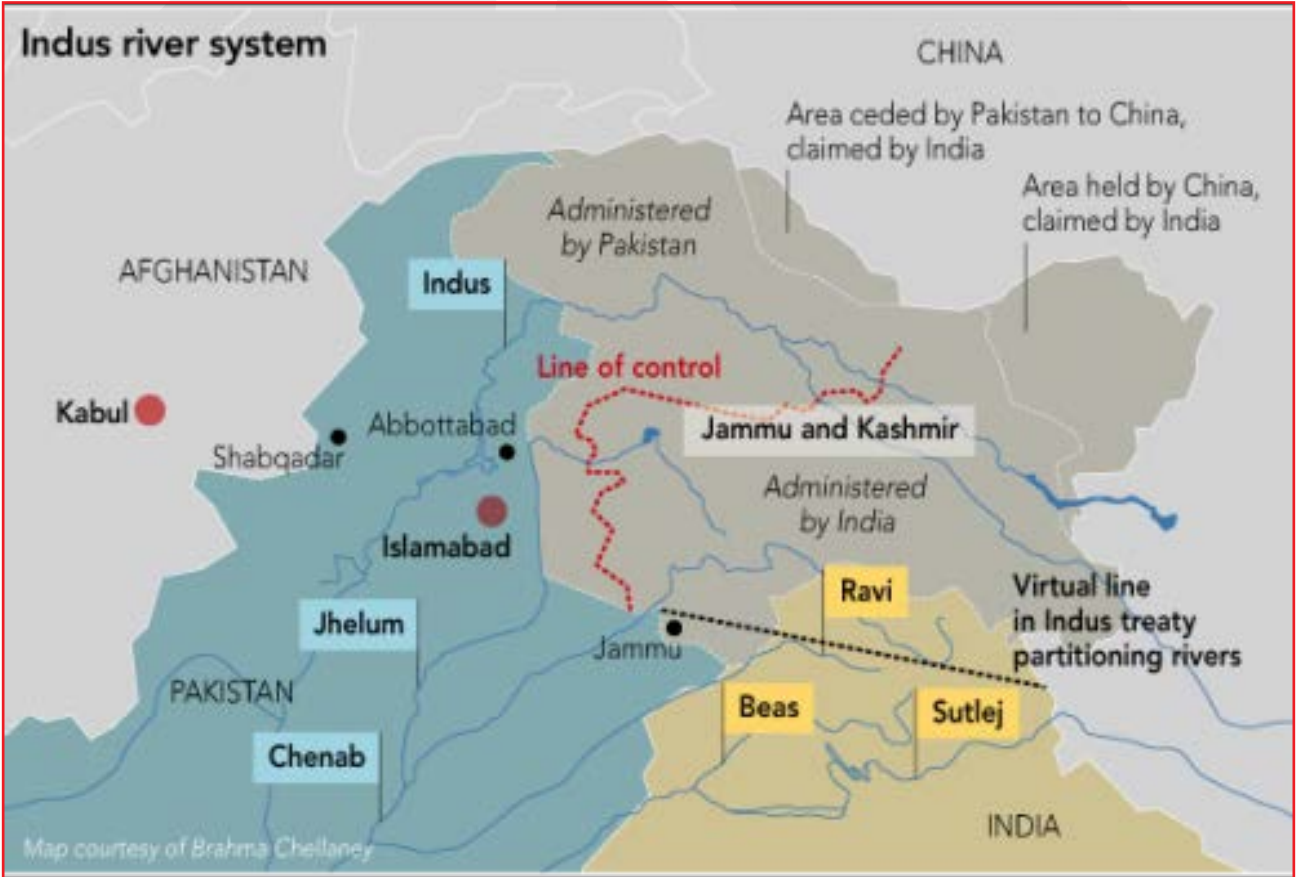 Indus river system
CHINA
Area ceded by Pakistan to China,
claimed by India
Area held by China,
claimed by India
Administered
by Pakistan
AFGHANISTAN
Indus
Line of control
Kabul
Abbottabad
Shabqadar
Jammu and Kashmir
Administered
by India
Islamabad
Ravi
Virtual line
in Indus treaty
partitioning rivers
Jhelum
Jammu
PAKISTAN
Beas
Sutlej
Chenab
INDIA
Map courtesy of Brahma Chellaney